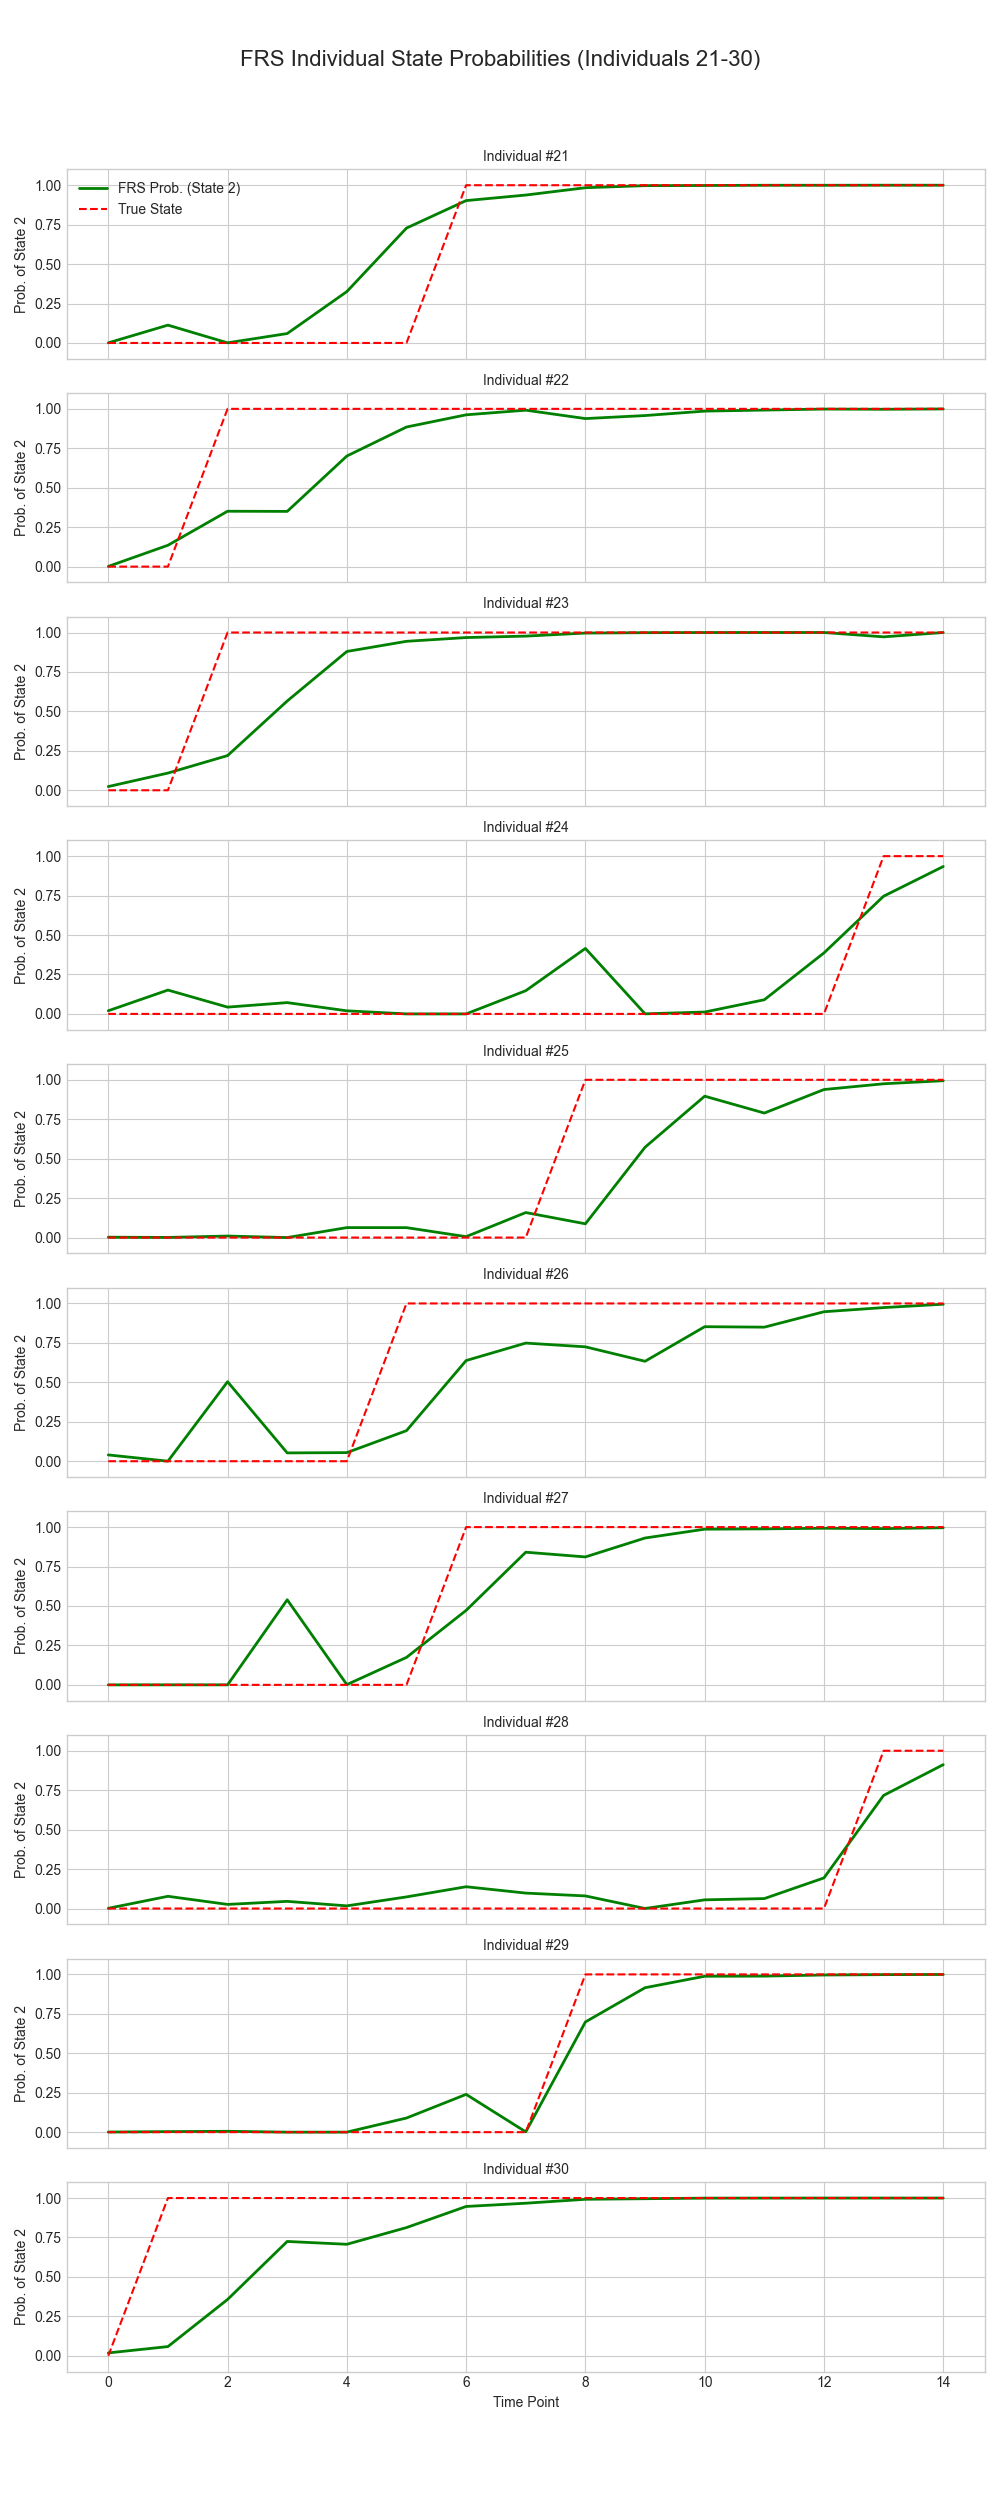 FRS Individual State Probabilities (Individuals 21-30)
Individual #21
FRS Prob. (State 2)
True State
1.00
0.75
0.50
0.25
0.00
Prob. of State 2
Individual #22
1.00
0.75
0.50
0.25
0.00
Prob. of State 2
Individual #23
1.00
0.75
0.50
0.25
0.00
Prob. of State 2
Individual #24
1.00
0.75
0.50
0.25
0.00
Prob. of State 2
Individual #25
1.00
0.75
0.50
0.25
0.00
Prob. of State 2
Individual #26
1.00
0.75
0.50
0.25
0.00
Prob. of State 2
Individual #27
1.00
0.75
0.50
0.25
0.00
Prob. of State 2
Individual #28
1.00
0.75
0.50
0.25
0.00
Prob. of State 2
Individual #29
1.00
0.75
0.50
0.25
0.00
Prob. of State 2
Individual #30
1.00
0.75
0.50
0.25
0.00
Prob. of State 2
0 2 4 6 8 10 12 14
Time Point